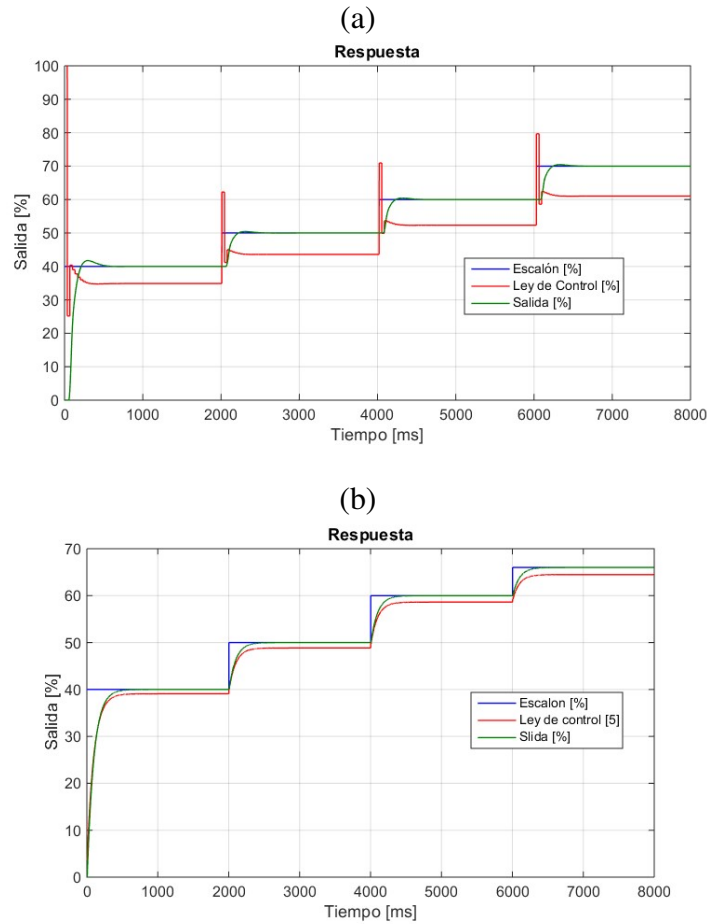 (a)
Respuesta
100
90
80
70
60
50
40
30
20
10
0
Salida [%]
Escalón [%]
Ley de Control [%]
Salida [%]
0 1000 2000 3000 4000 5000 6000 7000 8000
Tiempo [ms]
(b)
Respuesta
70
60
50
40
30
20
10
0
Salida [%]
Escalon [%]
Ley de control [5]
Slida [%]
0 1000 2000 3000 4000 5000 6000 7000 8000
Tiempo [ms]